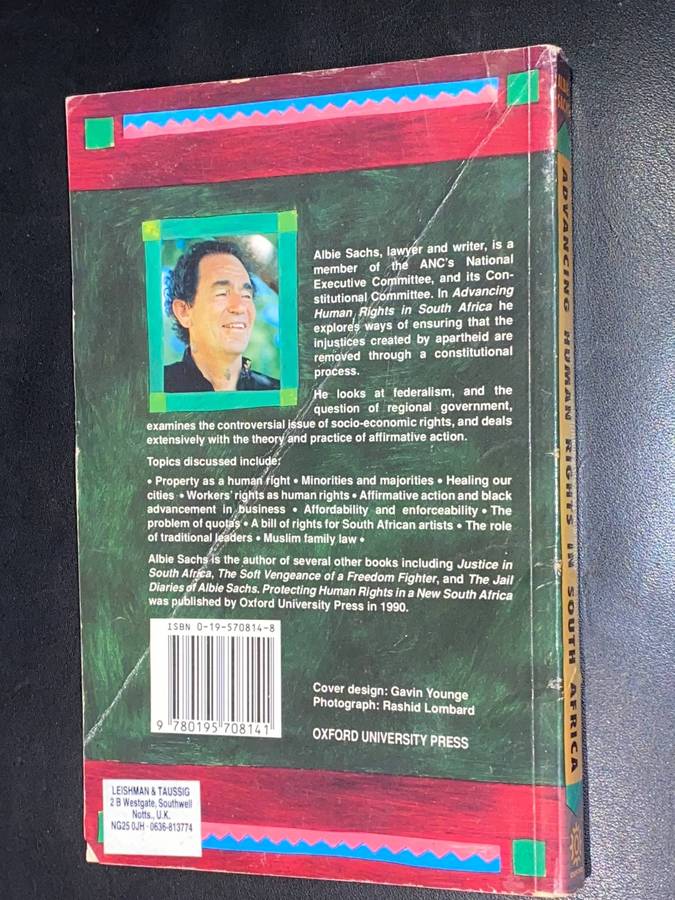 Albie Sachs, lawyer and writer, is a
member of the ANC's National
Executive Committee, and its Con-
stitutional Committee. In Advancing
Human Rights in South Africa he
explores ways of ensuring that the
injustices created by apartheid are
removed through a constitutional
process.
He looks at federalism, and the
question of regional government,
examines the controversial issue of socio-economic rights, and deals
extensively with the theory and practice of affirmative action.
Topics discussed include:
• Property as a human right • Minorities and majorities • Healing our
cities • Workers' rights as human rights • Affirmative action and black
advancement in business • Affordability and enforceability • The
problem of quotas • A bill of rights for South African artists • The role
of traditional leaders • Muslim family law •
Albie Sachs is the author of several other books including Justice in
South Africa, The Soft Vengeance of a Freedom Fighter, and The Jail
Diaries of Albie Sachs. Protecting Human Rights in a New South Africa
was published by Oxford University Press in 1990.
ISBN 0-19-570814-8
9 780195 708141
Cover design: Gavin Younge
Photograph: Rashid Lombard
OXFORD UNIVERSITY PRESS
LEISHMAN & TAUSSIG
2 B Westgate, Southwell
Notts., U.K.
NG25 0JH · 0636-813774
ALBIE SACHS
ADVANCING HUMAN RIGHTS IN SOUTH AFRICA